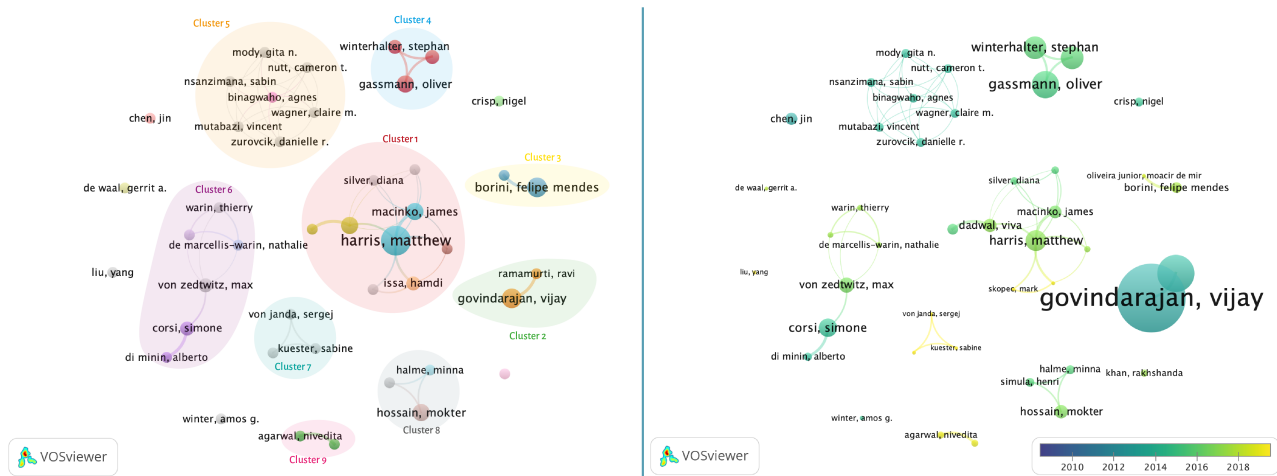 Cluster 5
mody, gita n.
nutt, cameron t.
nsanzimana, sabin
binagwaho, agnes
wagner, claire m.
mutabazi, vincent
zurovcik, danielle r.
Cluster 4
winterhalter, stephan
gassmann, oliver
crisp, nigel
chen, jin
Cluster 1
silver, diana
macinko, james
harris, matthew
issa, hamdi
Cluster 3
borini, felipe mendes
de waal, gerrit a.
Cluster 6
warin, thierry
de marcellis-warin, nathalie
liu, yang
von zedtwitz, max
corsi, simone
di minin, alberto
ramamurti, ravi
govindarajan, vijay
Cluster 2
von janda, sergej
kuester, sabine
Cluster 7
halme, minna
hossain, mokter
Cluster 8
winter, amos g.
agarwal, nivedita
Cluster 9
VOSviewer
mody, gita n.
nutt, cameron t.
nsanzimana, sabin
binagwaho, agnes
wagner, claire m.
mutabazi, vincent
zurovcik, danielle r.
winterhalter, stephan
gassmann, oliver
crisp, nigel
chen, jin
de waal, gerrit a.
silver, diana
oliveira junior, moacir de mir
borini, felipe mendes
macinko, james
dadwal, viva
harris, matthew
skopec, mark
warin, thierry
de marcellis-warin, nathalie
liu, yang
von zedtwitz, max
corsi, simone
di minin, alberto
govindarajan, vijay
von janda, sergej
kuester, sabine
halme, minna
simula, henri
hossain, mokter
khan, rakhshanda
winter, amos g.
agarwal, nivedita
VOSviewer
2010 2012 2014 2016 2018